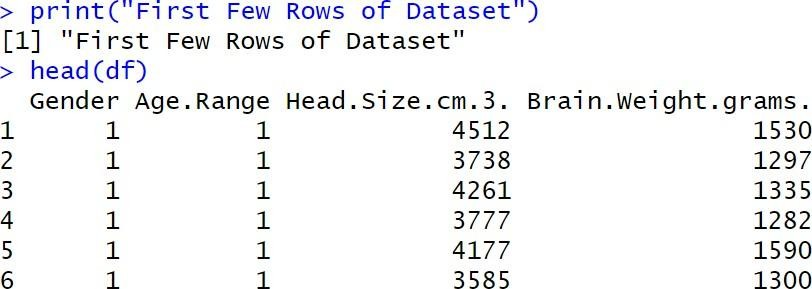 > print("First Few Rows of Dataset")
[1] "First Few Rows of Dataset"
> head(df)
  Gender Age.Range Head.Size.cm.3. Brain.Weight.grams.
1      1         1            4512                1530
2      1         1            3738                1297
3      1         1            4261                1335
4      1         1            3777                1282
5      1         1            4177                1590
6      1         1            3585                1300